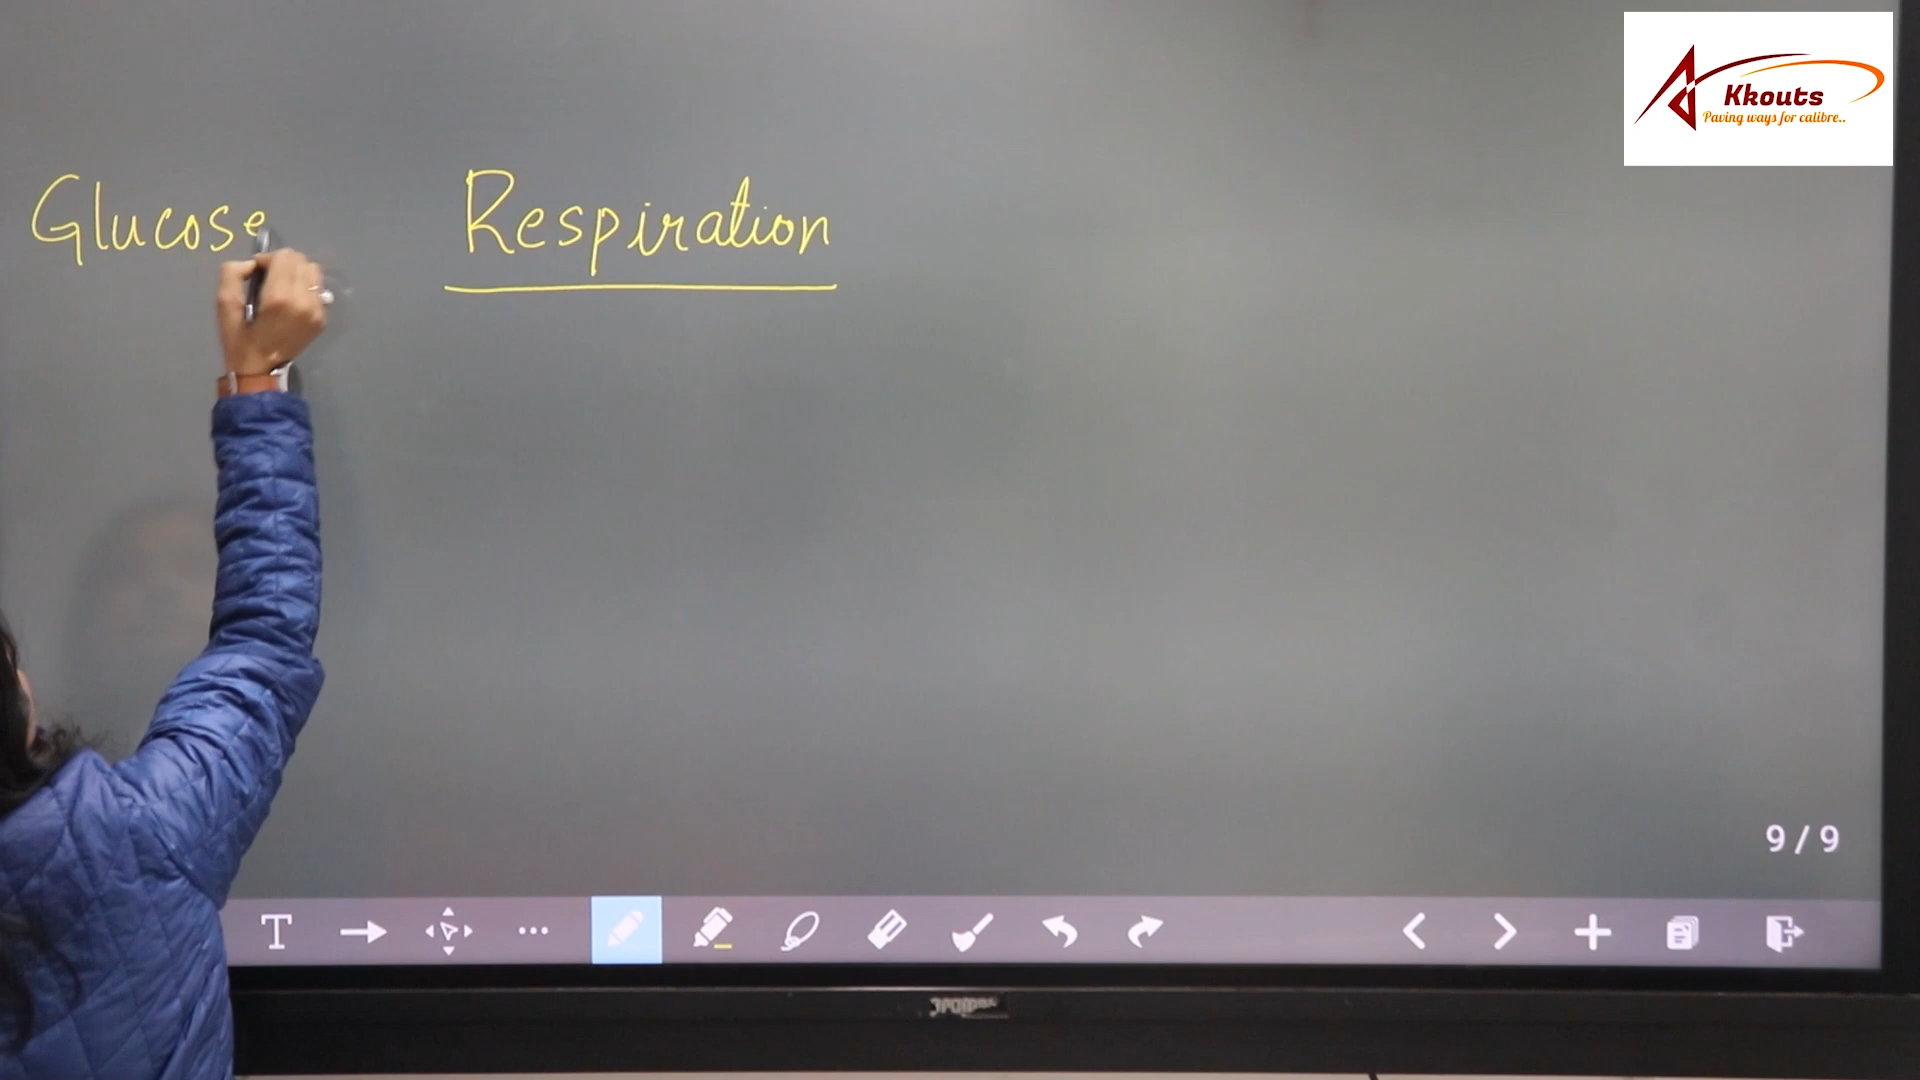 Kkouts
Paving ways for calibre..
Glucose Respiration
9 / 9
T